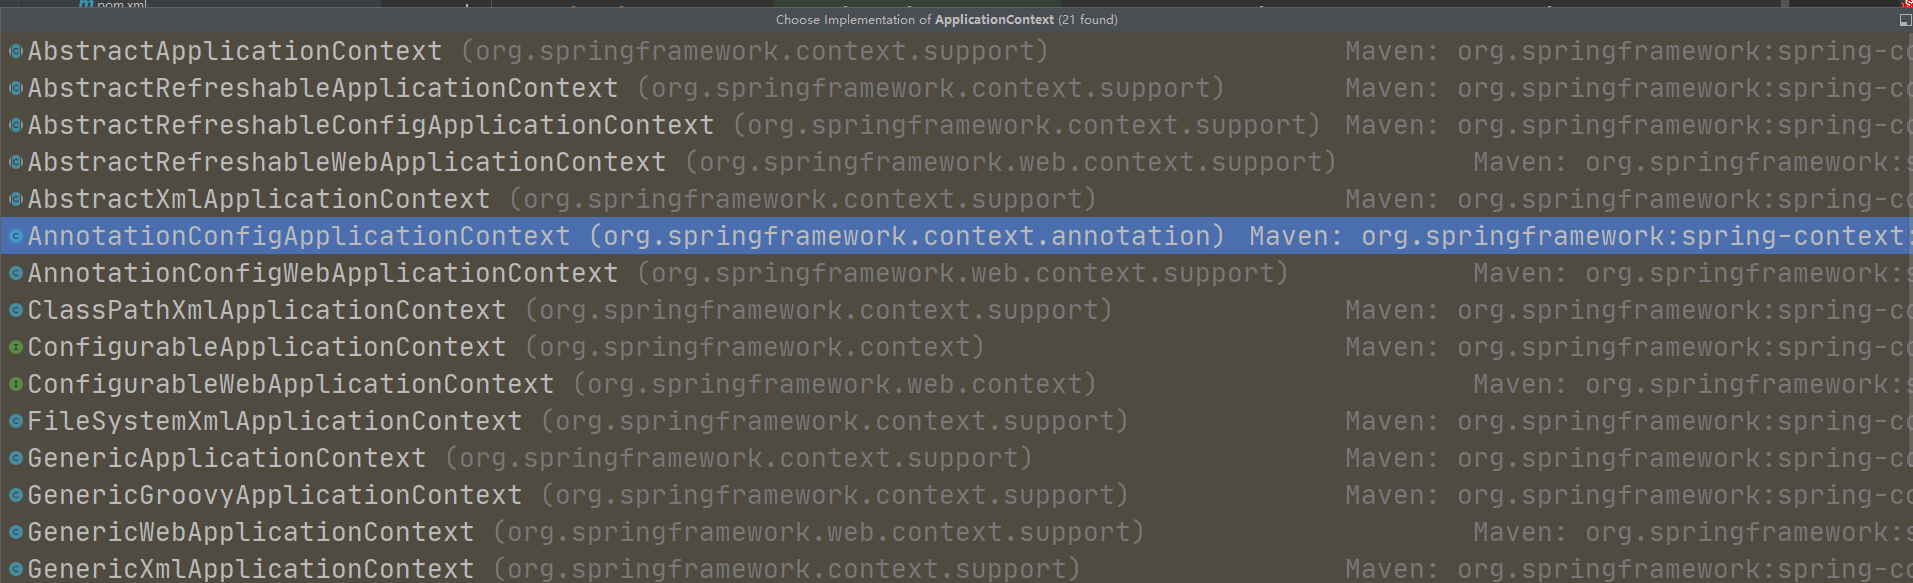 pom.xml
Choose Implementation of ApplicationContext (21 found)
AbstractApplicationContext (org.springframework.context.support) Maven: org.springframework:spring-co
AbstractRefreshableApplicationContext (org.springframework.context.support) Maven: org.springframework:spring-co
AbstractRefreshableConfigApplicationContext (org.springframework.context.support) Maven: org.springframework:spring-co
AbstractRefreshableWebApplicationContext (org.springframework.web.context.support) Maven: org.springframework:s
AbstractXmlApplicationContext (org.springframework.context.support) Maven: org.springframework:spring-co
AnnotationConfigApplicationContext (org.springframework.context.annotation) Maven: org.springframework:spring-context:
AnnotationConfigWebApplicationContext (org.springframework.web.context.support) Maven: org.springframework:s
ClassPathXmlApplicationContext (org.springframework.context.support) Maven: org.springframework:spring-co
ConfigurableApplicationContext (org.springframework.context) Maven: org.springframework:spring-co
ConfigurableWebApplicationContext (org.springframework.web.context) Maven: org.springframework:s
FileSystemXmlApplicationContext (org.springframework.context.support) Maven: org.springframework:spring-co
GenericApplicationContext (org.springframework.context.support) Maven: org.springframework:spring-co
GenericGroovyApplicationContext (org.springframework.context.support) Maven: org.springframework:spring-co
GenericWebApplicationContext (org.springframework.web.context.support) Maven: org.springframework:s
GenericXmlApplicationContext (org.springframework.context.support) Maven: org.springframework:spring-co